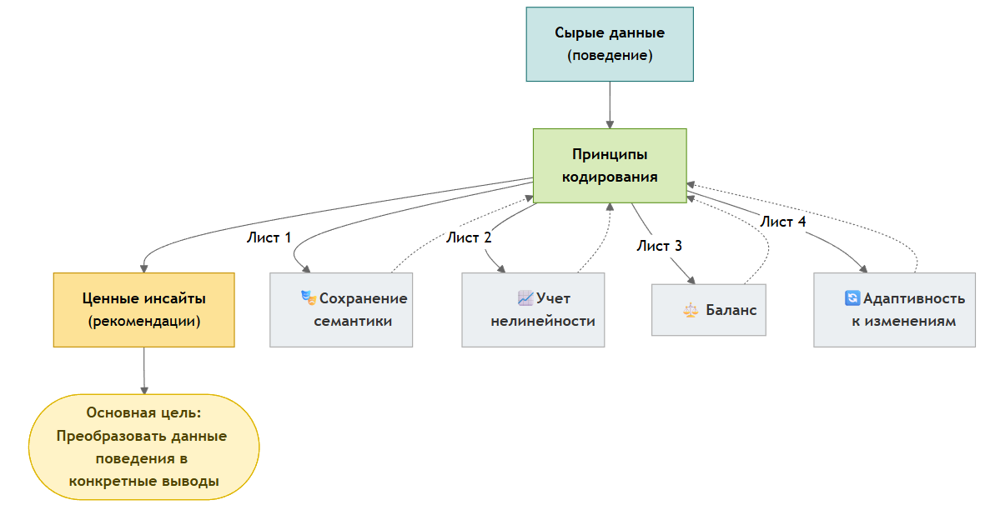 Сырые данные
(поведение)
Принципы
кодирования
Лист 1
Лист 2
Лист 3
Лист 4
Ценные инсайты
(рекомендации)
Сохранение
семантики
Учет
нелинейности
Баланс
Адаптивность
к изменениям
Основная цель:
Преобразовать данные
поведения в
конкретные выводы